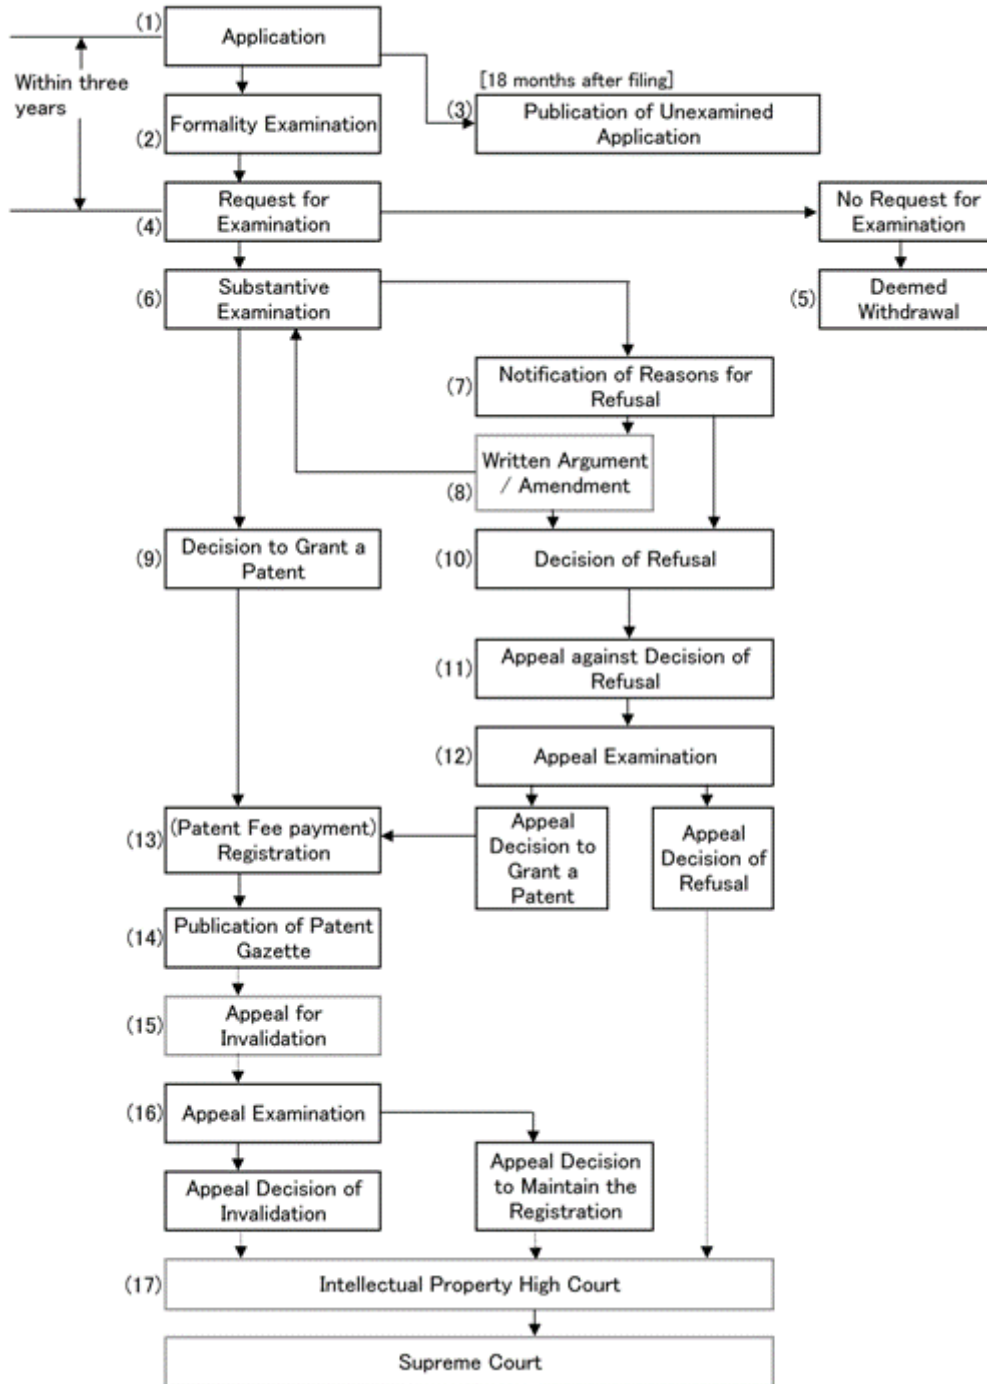 (1)
Application
Within three
years
[18 months after filing]
(3)
Publication of Unexamined
Application
(2)
Formality Examination
(4)
Request for
Examination
No Request for
Examination
(5)
Deemed
Withdrawal
(6)
Substantive
Examination
(7)
Notification of Reasons for
Refusal
(8)
Written Argument
/ Amendment
(9)
Decision to Grant a
Patent
(10)
Decision of Refusal
(11)
Appeal against Decision of
Refusal
(12)
Appeal Examination
(13)
(Patent Fee payment)
Registration
Appeal
Decision to
Grant a
Patent
Appeal
Decision of
Refusal
(14)
Publication of Patent
Gazette
(15)
Appeal for
Invalidation
(16)
Appeal Examination
Appeal Decision of
Invalidation
Appeal Decision
to Maintain the
Registration
(17)
Intellectual Property High Court
Supreme Court